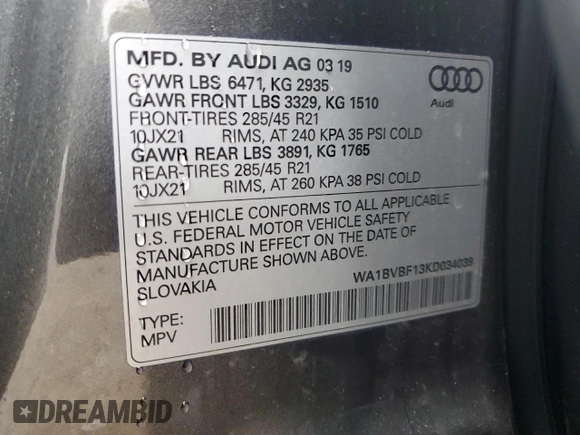 MFD. BY AUDI AG 03 19
GVWR LBS 6471, KG 2935
GAWR FRONT LBS 3329, KG 1510
FRONT-TIRES 285/45 R21
10JX21 RIMS, AT 240 KPA 35 PSI COLD
GAWR REAR LBS 3891, KG 1765
REAR-TIRES 285/45 R21
10JX21 RIMS, AT 260 KPA 38 PSI COLD
Audi
THIS VEHICLE CONFORMS TO ALL APPLICABLE
U.S. FEDERAL MOTOR VEHICLE SAFETY
STANDARDS IN EFFECT ON THE DATE OF
MANUFACTURE SHOWN ABOVE.
SLOVAKIA
WA1BVBF13KD034039
TYPE:
MPV
DREAMBID